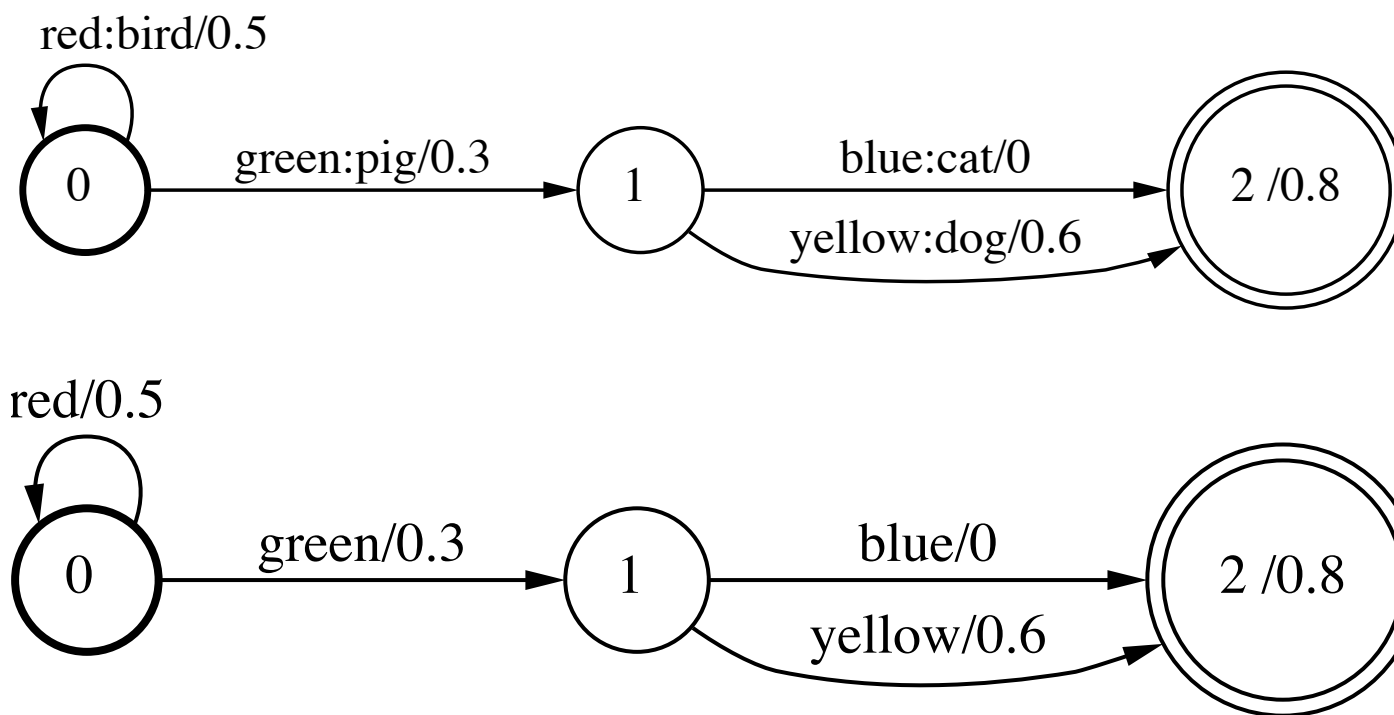 red:bird/0.5
0
green:pig/0.3
1
blue:cat/0
yellow:dog/0.6
2 /0.8
red/0.5
0
green/0.3
1
blue/0
yellow/0.6
2 /0.8